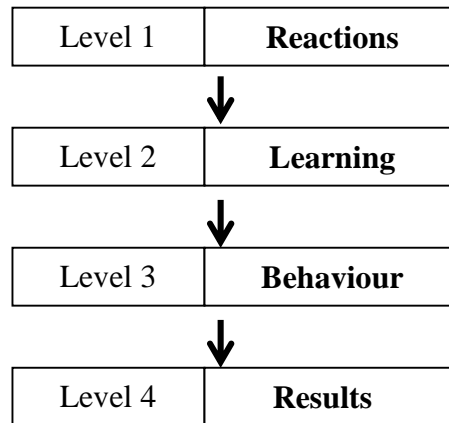 Level 1 Reactions
Level 2 Learning
Level 3 Behaviour
Level 4 Results